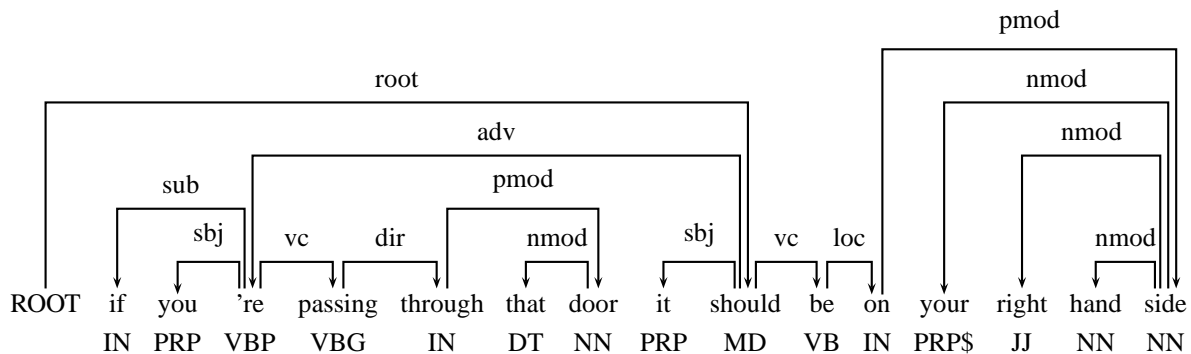 pmod
root nmod
adv nmod
sub pmod
sbj vc dir nmod sbj vc loc nmod
ROOT if you 're passing through that door it should be on your right hand side
IN PRP VBP VBG IN DT NN PRP MD VB IN PRP$ JJ NN NN